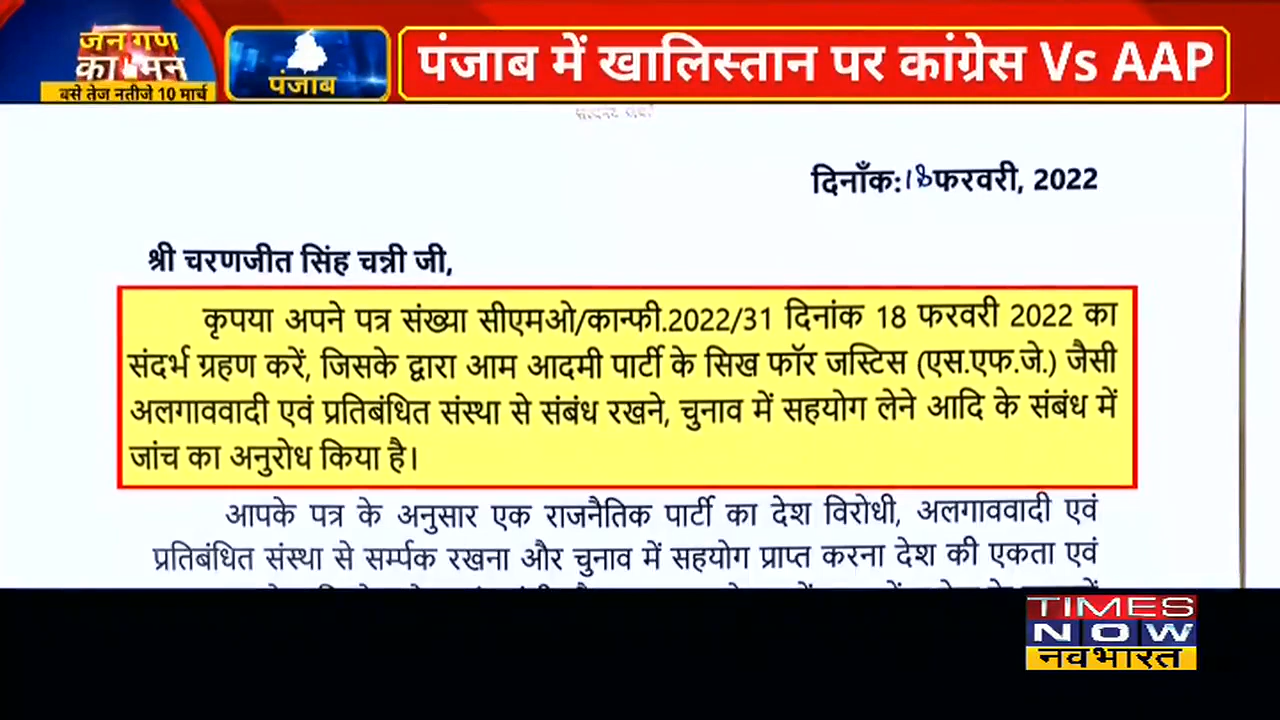 जन गण
का मन
बसे तेज नतीजे 10 मार्च
पंजाब
पंजाब में खालिस्तान पर कांग्रेस Vs AAP
दिनाँक:18 फरवरी, 2022
श्री चरणजीत सिंह चन्नी जी,
कृपया अपने पत्र संख्या सीएमओ/कान्फी.2022/31 दिनांक 18 फरवरी 2022 का
संदर्भ ग्रहण करें, जिसके द्वारा आम आदमी पार्टी के सिख फॉर जस्टिस (एस.एफ.जे.) जैसी
अलगाववादी एवं प्रतिबंधित संस्था से संबंध रखने, चुनाव में सहयोग लेने आदि के संबंध में
जांच का अनुरोध किया है।
आपके पत्र के अनुसार एक राजनैतिक पार्टी का देश विरोधी, अलगाववादी एवं
प्रतिबंधित संस्था से सर्म्पक रखना और चुनाव में सहयोग प्राप्त करना देश की एकता एवं
TIMES
NOW
नवभारत